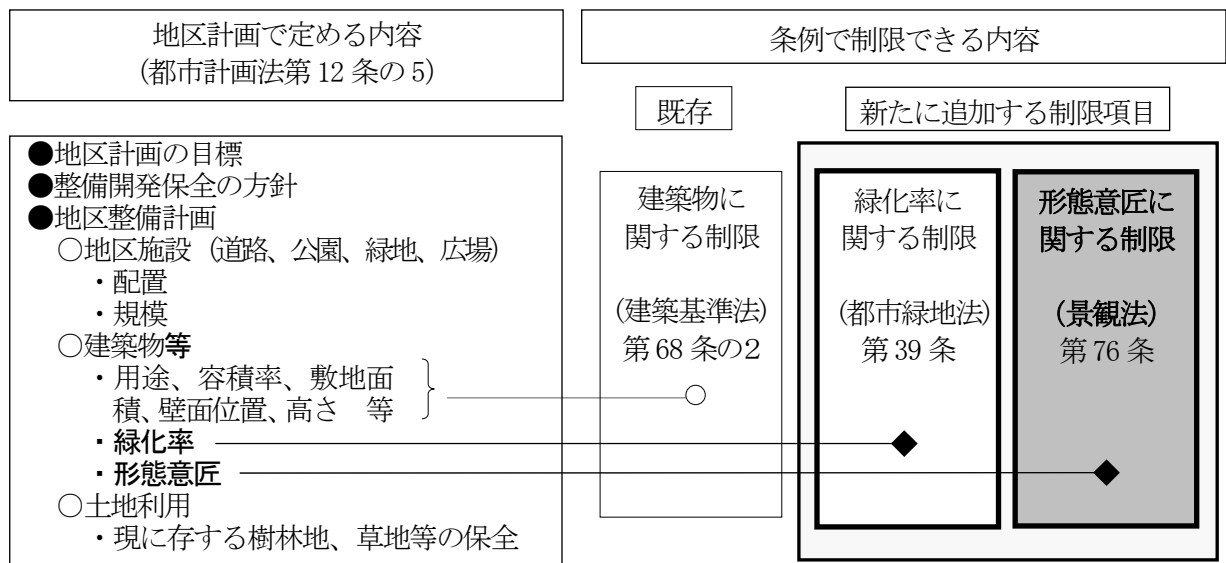 地区計画で定める内容
(都市計画法第 12 条の 5)
条例で制限できる内容
既存
新たに追加する制限項目
●地区計画の目標
●整備開発保全の方針
●地区整備計画
○地区施設 (道路、公園、緑地、広場)
・配置
・規模
○建築物等
・用途、容積率、敷地面
積、壁面位置、高さ 等
・緑化率
・形態意匠
○土地利用
・現に存する樹林地、草地等の保全
建築物に
関する制限
(建築基準法)
第 68 条の2
緑化率に
関する制限
(都市緑地法)
第 39 条
形態意匠に
関する制限
(景観法)
第 76 条